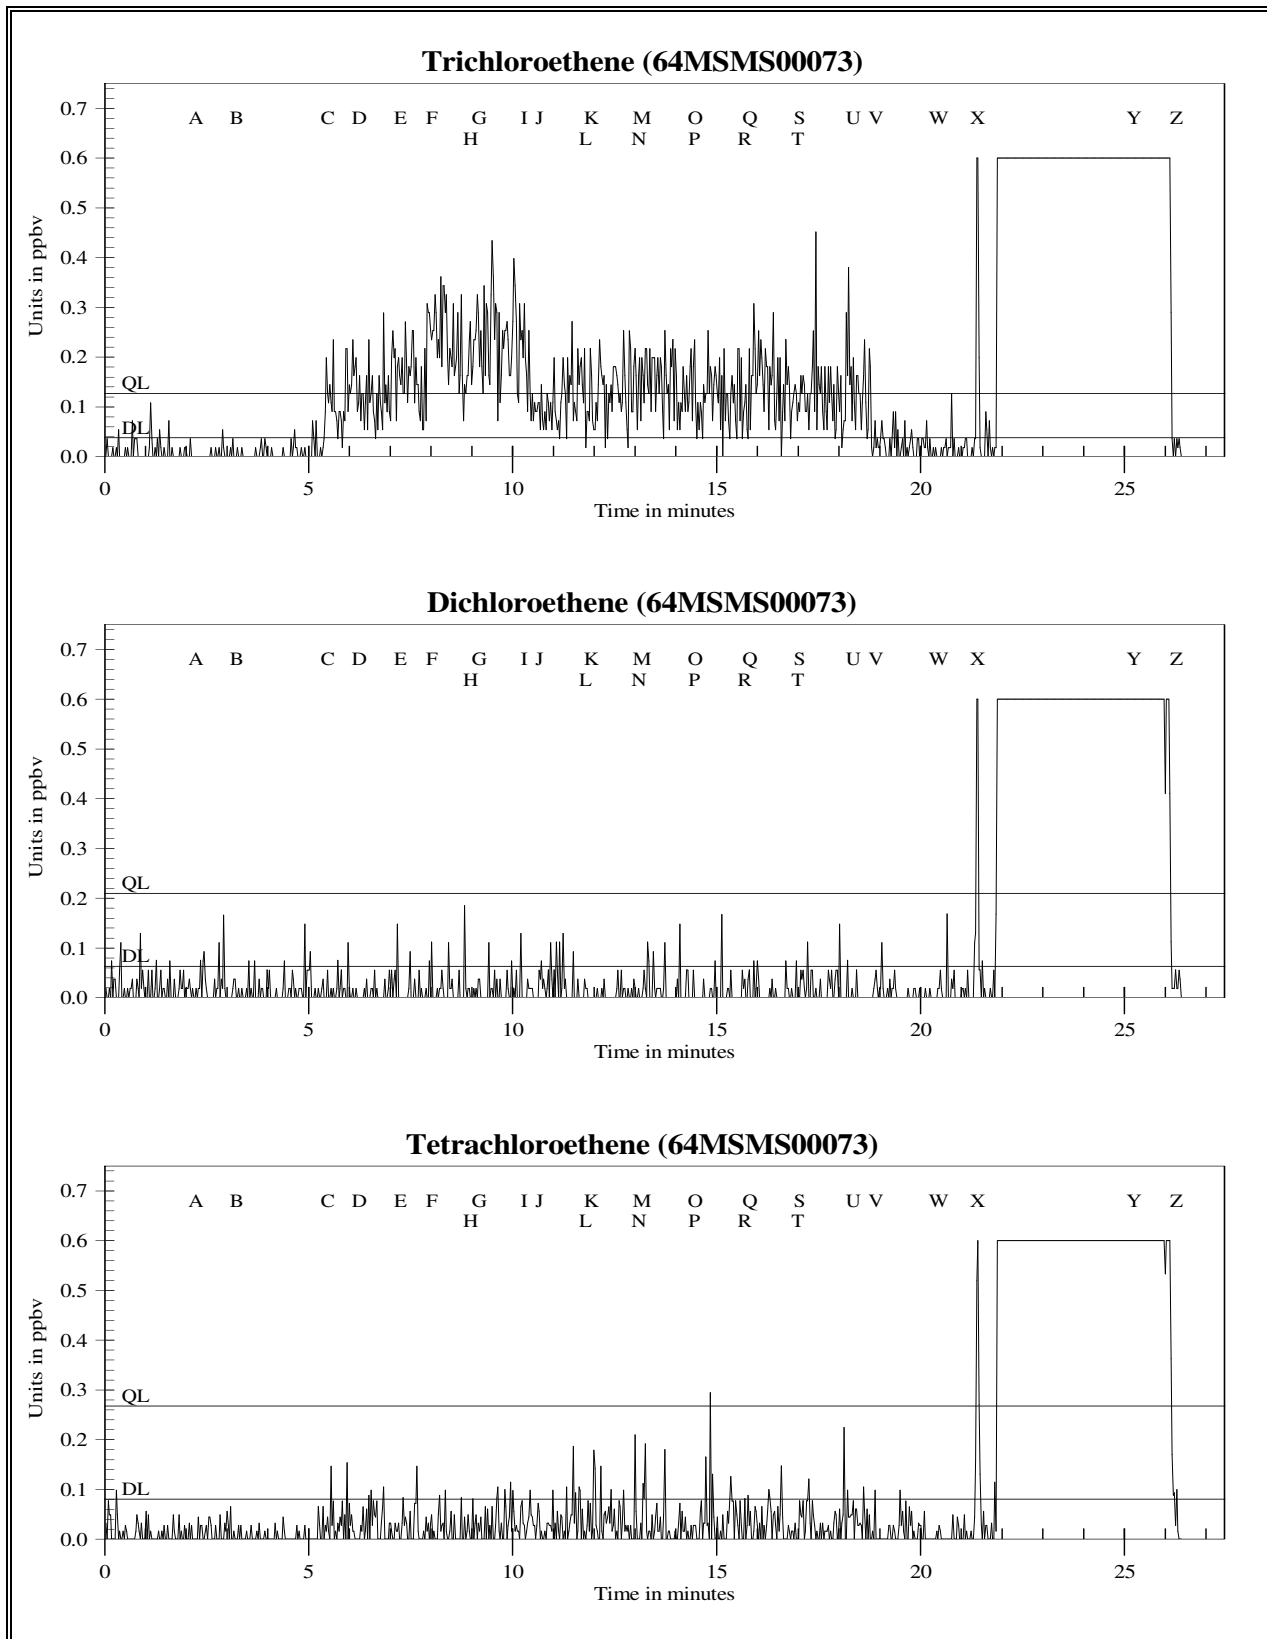 Trichloroethene (64MSMS00073)
0.7
A B C D E F G I J K M O Q S U V W X Y Z
H L N P R T
0.6
0.5
0.4
Units in ppbv
0.3
0.2
QL
0.1
DL
0.0
0 5 10 15 20 25
Time in minutes
Dichloroethene (64MSMS00073)
0.7
A B C D E F G I J K M O Q S U V W X Y Z
H L N P R T
0.6
0.5
0.4
Units in ppbv
0.3
QL
0.2
0.1
DL
0.0
0 5 10 15 20 25
Time in minutes
Tetrachloroethene (64MSMS00073)
0.7
A B C D E F G I J K M O Q S U V W X Y Z
H L N P R T
0.6
0.5
0.4
Units in ppbv
0.3
QL
0.2
0.1
DL
0.0
0 5 10 15 20 25
Time in minutes